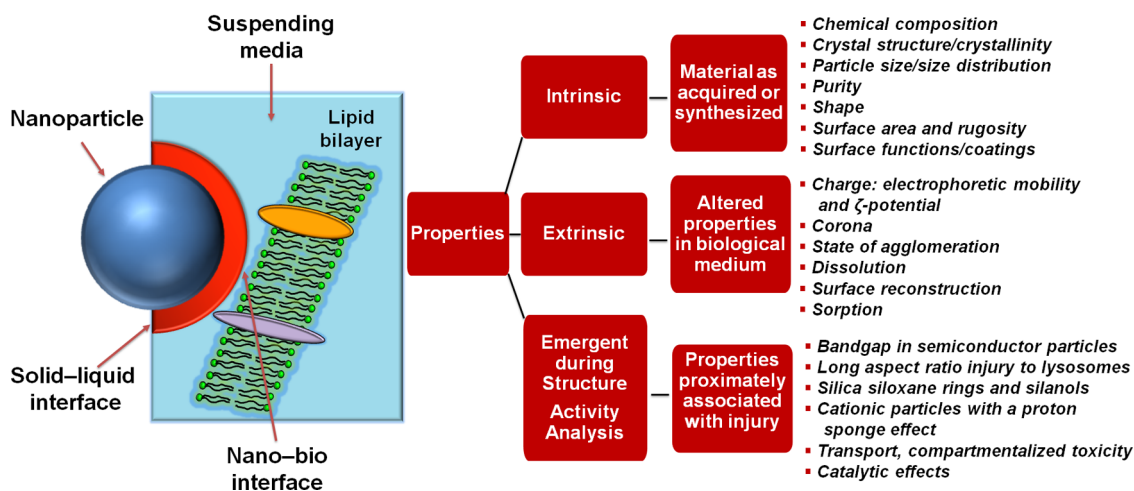 Suspending
media
Nanoparticle
Lipid
bilayer
Solid–liquid
interface
Nano–bio
interface
Properties
Intrinsic
Material as
acquired or
synthesized
▪ Chemical composition
▪ Crystal structure/crystallinity
▪ Particle size/size distribution
▪ Purity
▪ Shape
▪ Surface area and rugosity
▪ Surface functions/coatings
Extrinsic
Altered
properties
in biological
medium
▪ Charge: electrophoretic mobility
and ζ-potential
▪ Corona
▪ State of agglomeration
▪ Dissolution
▪ Surface reconstruction
▪ Sorption
Emergent
during
Structure
Activity
Analysis
Properties
proximately
associated
with injury
▪ Bandgap in semiconductor particles
▪ Long aspect ratio injury to lysosomes
▪ Silica siloxane rings and silanols
▪ Cationic particles with a proton
sponge effect
▪ Transport, compartmentalized toxicity
▪ Catalytic effects